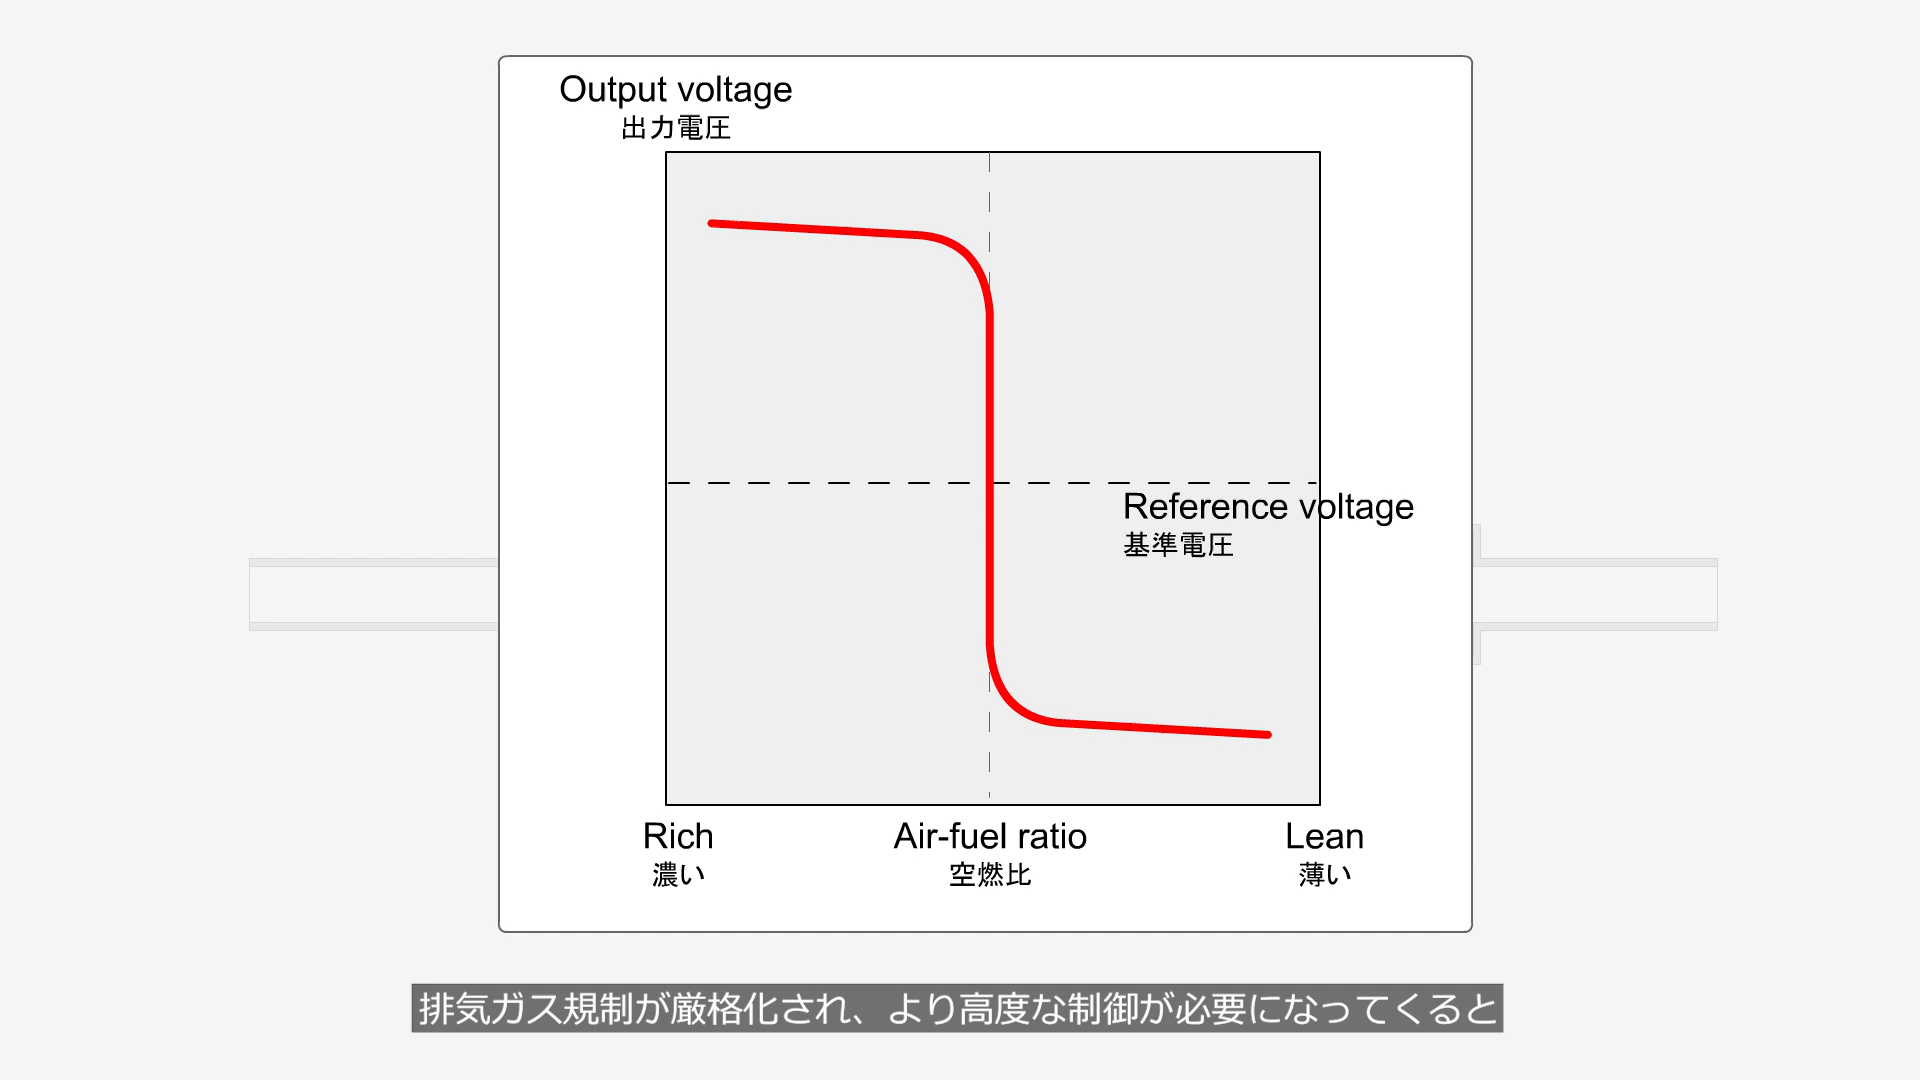 Output voltage
出力電圧
Reference voltage
基準電圧
Rich
濃い
Air-fuel ratio
空燃比
Lean
薄い
排気ガス規制が厳格化され、より高度な制御が必要になってくると